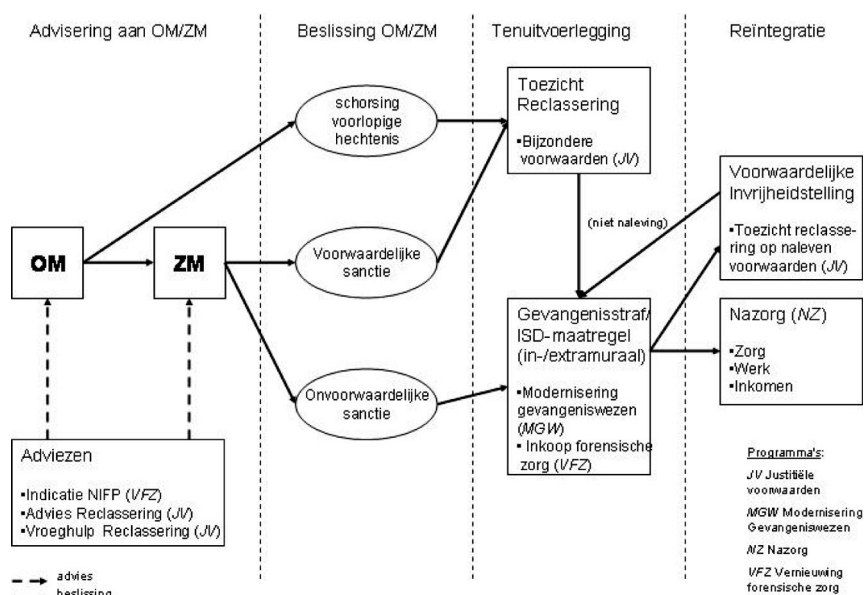 Advisering aan OM/ZM
Beslissing OM/ZM
Tenuitvoerlegging
Reïntegratie
schorsing
voorlopige
hechtenis
Toezicht
Reclassering
▪Bijzondere
voorwaarden (JV)
Voorwaardelijke
Invrijheidstelling
▪Toezicht reclasse-
ring op naleven
voorwaarden (JV)
(niet naleving)
OM
ZM
Voorwaardelijke
sanctie
Gevangenisstraf/
ISD-maatregel
(in-/extramuraal)
▪Modernisering
gevangeniswezen
(MGW)
▪ Inkoop forensische
zorg (VFZ)
Nazorg (NZ)
▪Zorg
▪Werk
▪Inkomen
Onvoorwaardelijke
sanctie
Adviezen
▪Indicatie NIFP (VFZ)
▪Advies Reclassering (JV)
▪Vroeghulp Reclassering (JV)
Programma's:
JV Justitiële
voorwaarden
MGW Modernisering
Gevangeniswezen
NZ Nazorg
VFZ Vernieuwing
forensische zorg
advies
beslissing